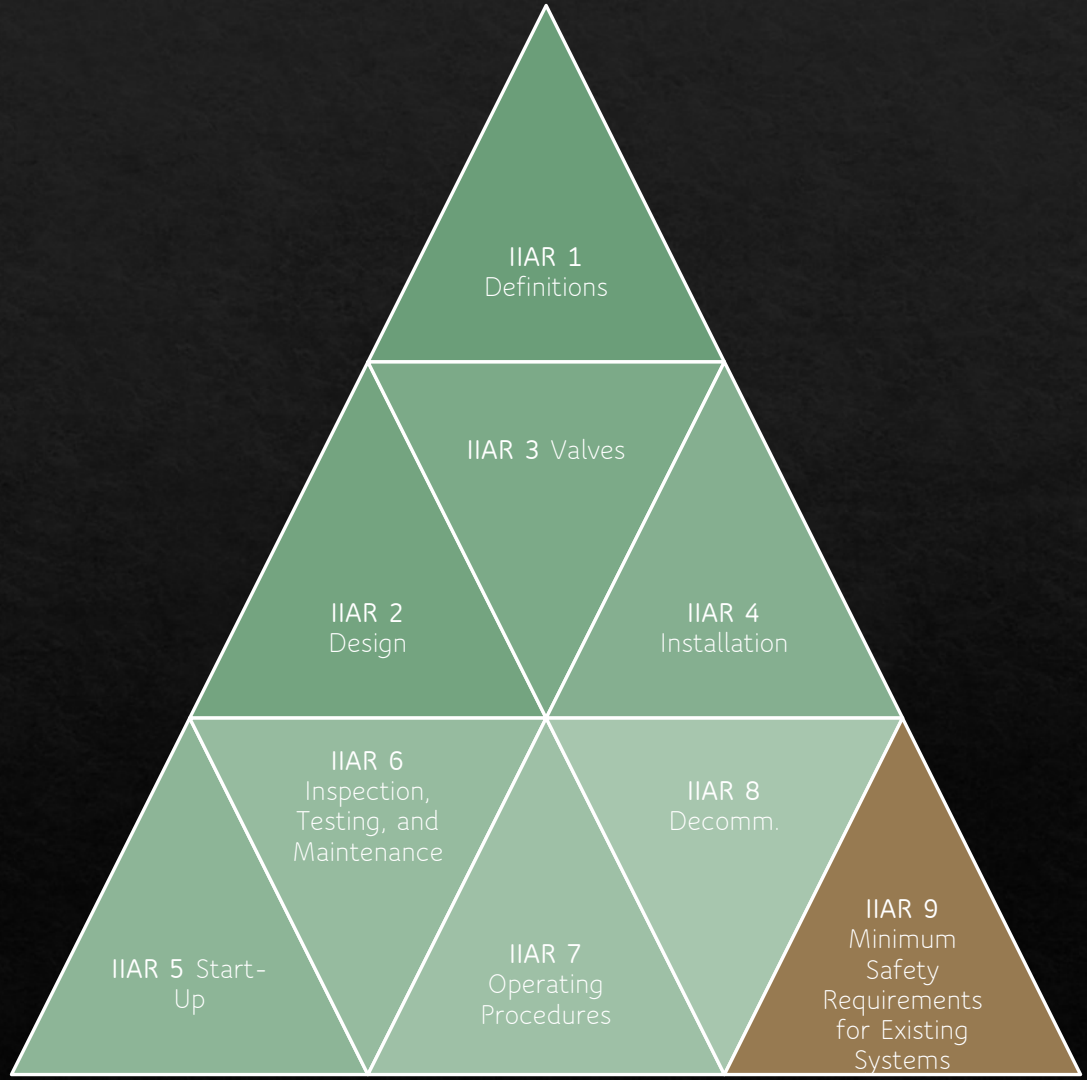 IIAR 1
Definitions
IIAR 3 Valves
IIAR 2
Design
IIAR 4
Installation
IIAR 6
Inspection,
Testing, and
Maintenance
IIAR 8
Decomm.
IIAR 5 Start-
Up
IIAR 7
Operating
Procedures
IIAR 9
Minimum
Safety
Requirements
for Existing
Systems